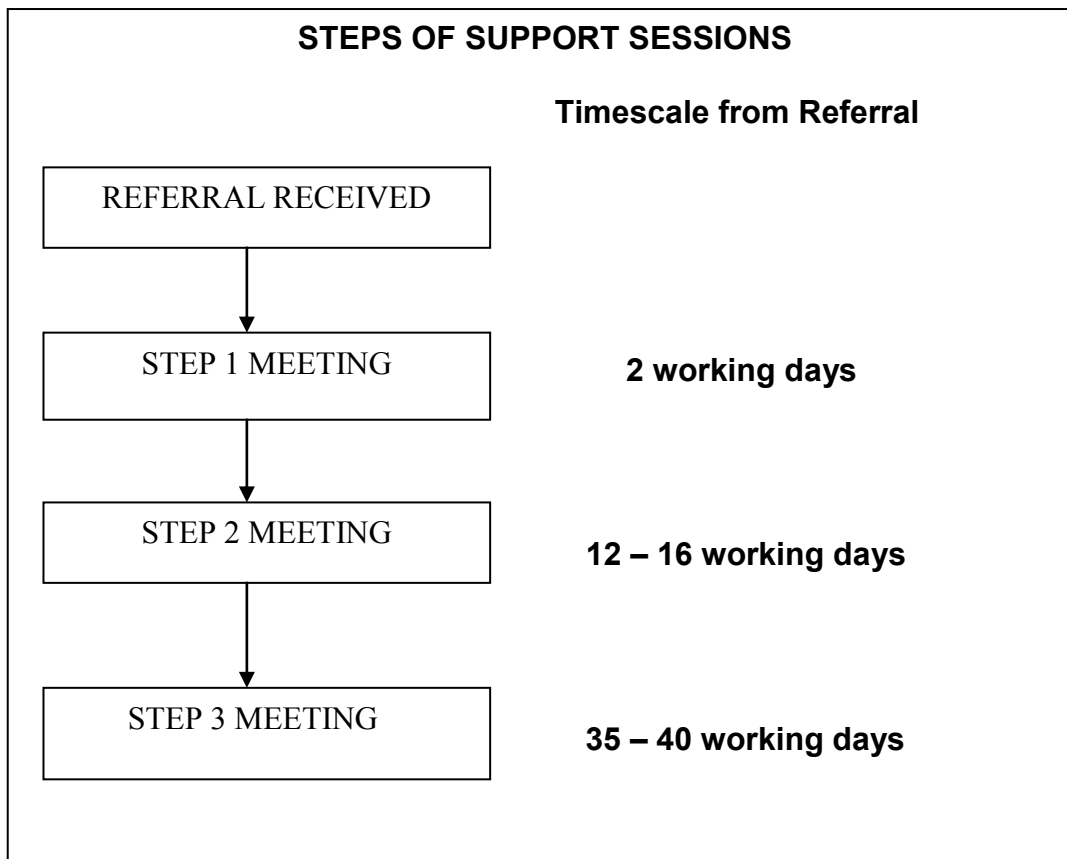 STEPS OF SUPPORT SESSIONS
Timescale from Referral
REFERRAL RECEIVED
STEP 1 MEETING
2 working days
STEP 2 MEETING
12 – 16 working days
STEP 3 MEETING
35 – 40 working days